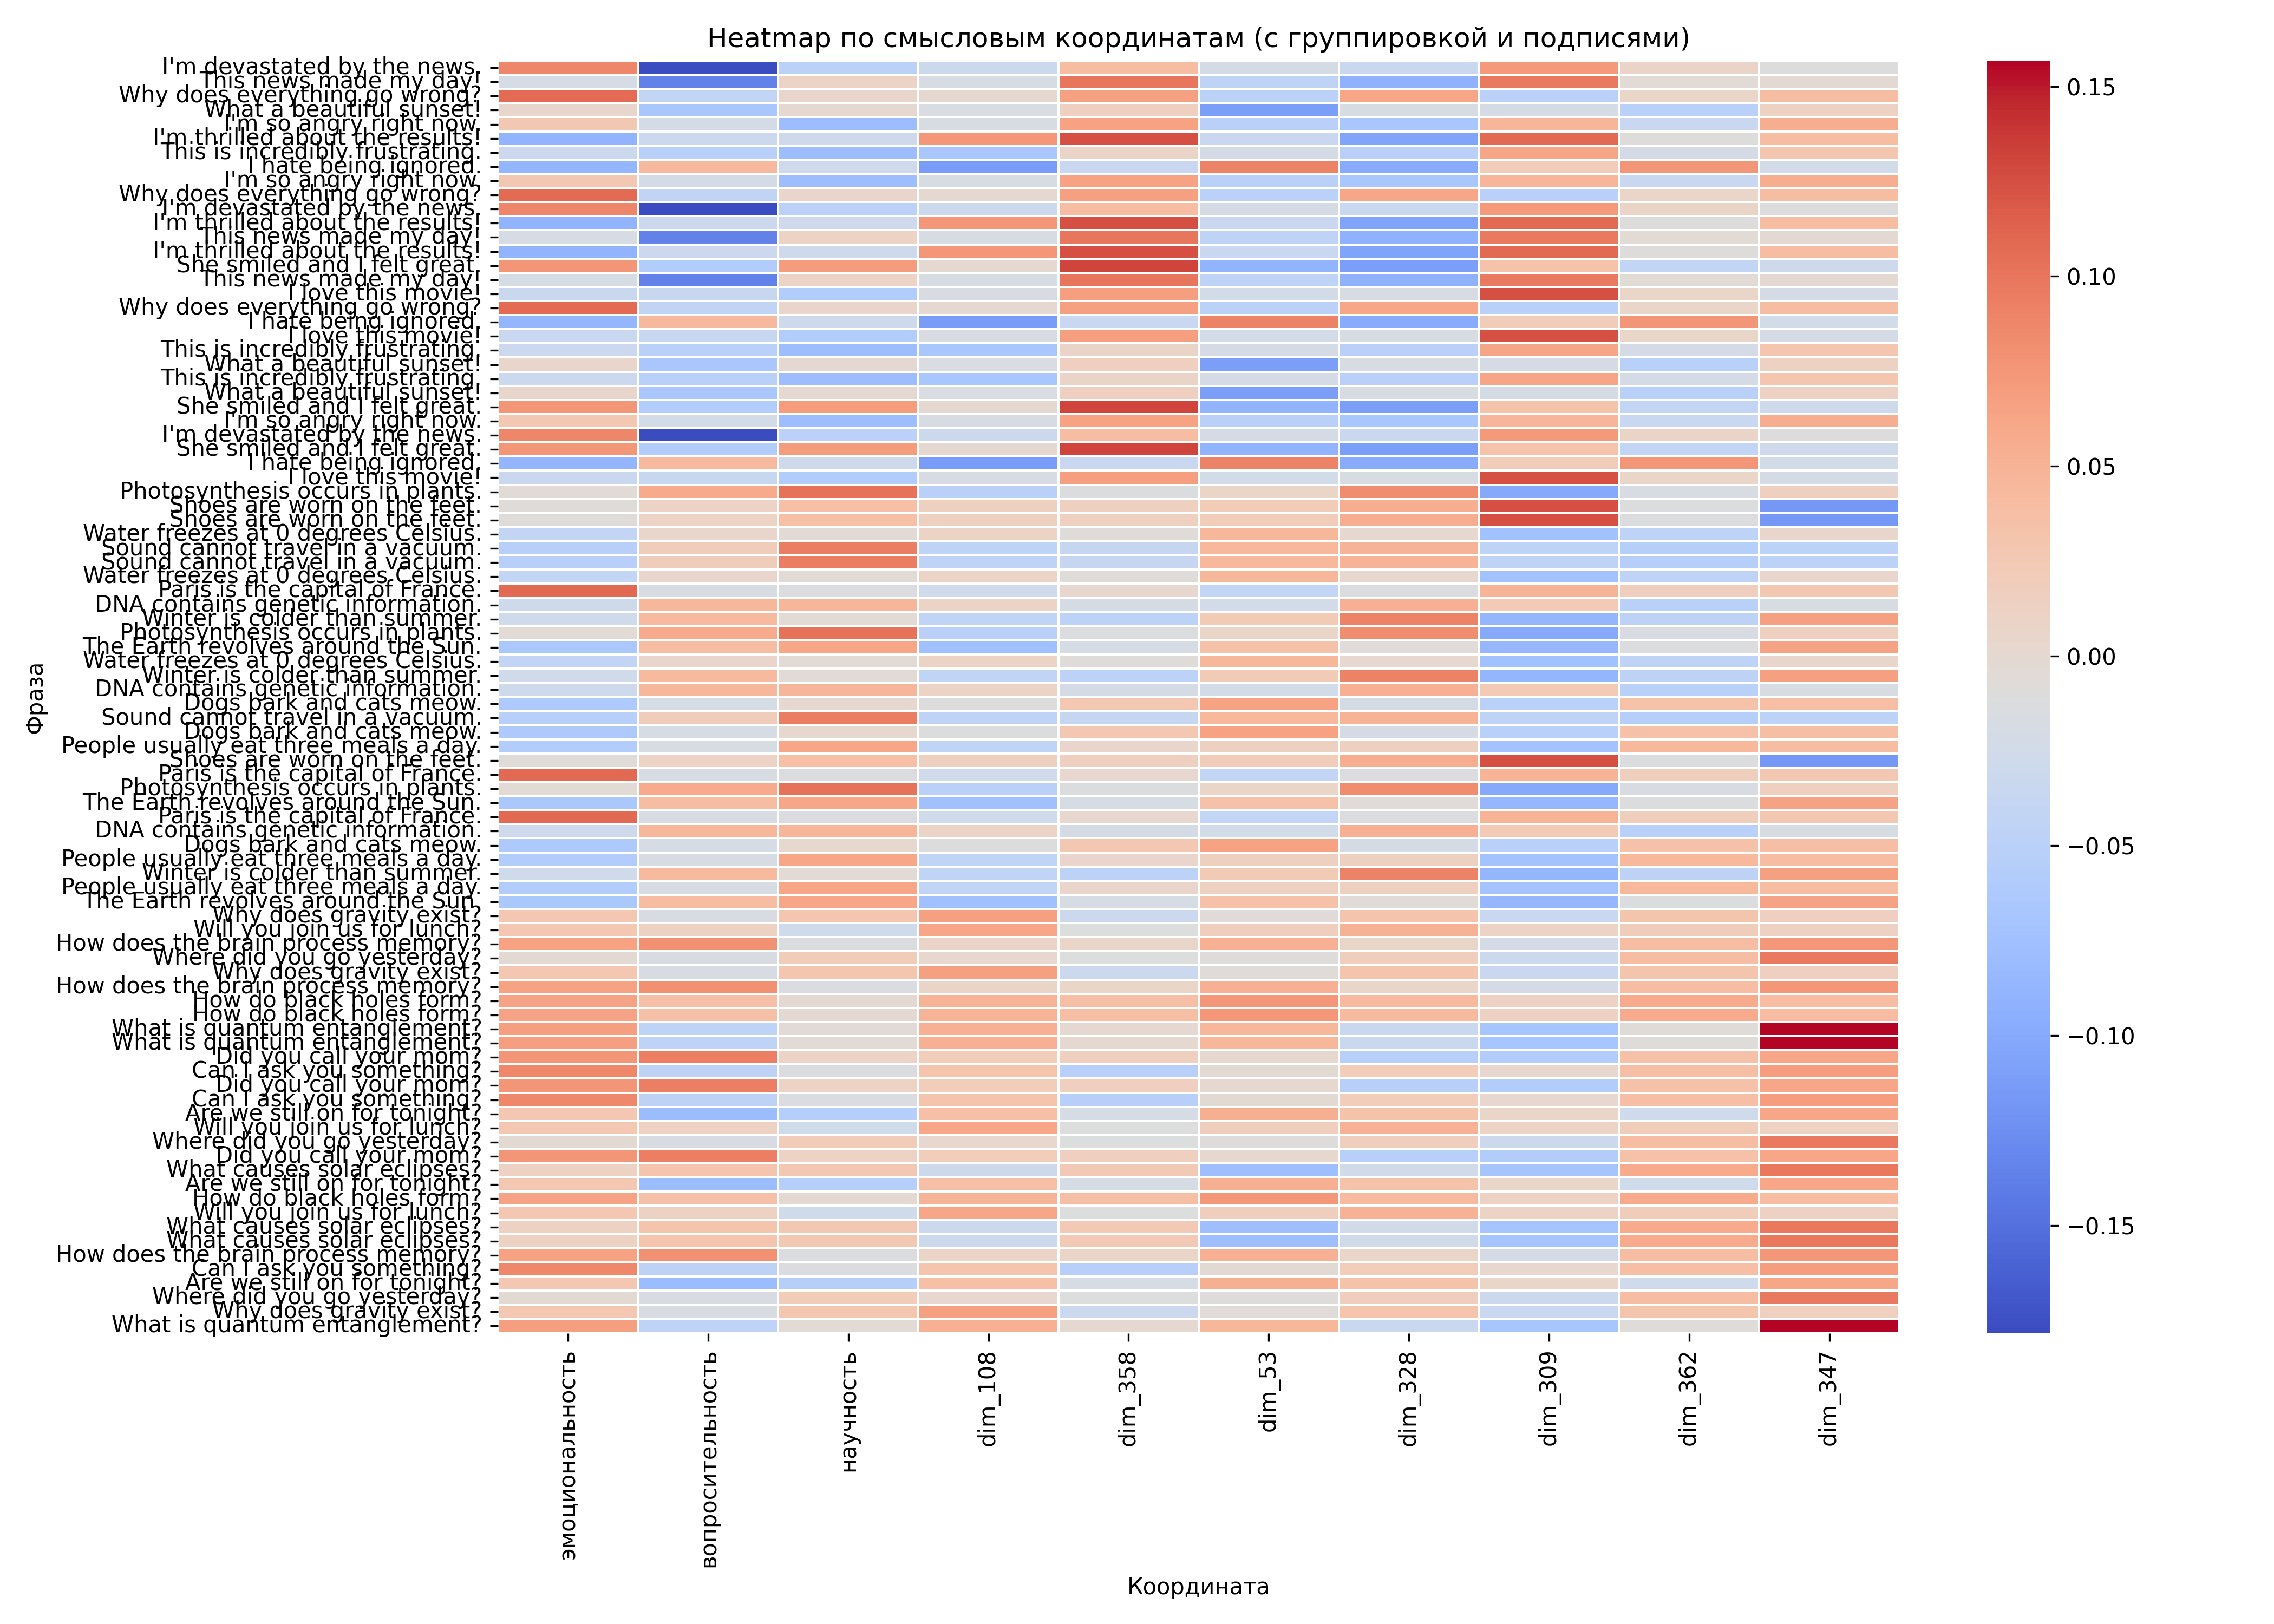 Heatmap по смысловым координатам (с группировкой и подписями)
I'm devastated by the news.
This news made my day!
Why does everything go wrong?
What a beautiful sunset!
I'm so angry right now.
I'm thrilled about the results!
This is incredibly frustrating.
I hate being ignored.
I'm so angry right now.
Why does everything go wrong?
I'm devastated by the news.
I'm thrilled about the results!
This news made my day!
I'm thrilled about the results!
She smiled and I felt great.
This news made my day!
I love this movie!
Why does everything go wrong?
I hate being ignored.
I love this movie!
This is incredibly frustrating.
What a beautiful sunset!
This is incredibly frustrating.
What a beautiful sunset!
She smiled and I felt great.
I'm so angry right now.
I'm devastated by the news.
She smiled and I felt great.
I hate being ignored.
I love this movie!
Photosynthesis occurs in plants.
Shoes are worn on the feet.
Shoes are worn on the feet.
Water freezes at 0 degrees Celsius.
Sound cannot travel in a vacuum.
Sound cannot travel in a vacuum.
Water freezes at 0 degrees Celsius.
Paris is the capital of France.
DNA contains genetic information.
Winter is colder than summer.
Photosynthesis occurs in plants.
The Earth revolves around the Sun.
Water freezes at 0 degrees Celsius.
Winter is colder than summer.
DNA contains genetic information.
Dogs bark and cats meow.
Sound cannot travel in a vacuum.
Dogs bark and cats meow.
People usually eat three meals a day.
Shoes are worn on the feet.
Paris is the capital of France.
Photosynthesis occurs in plants.
The Earth revolves around the Sun.
Paris is the capital of France.
DNA contains genetic information.
Dogs bark and cats meow.
People usually eat three meals a day.
Winter is colder than summer.
People usually eat three meals a day.
The Earth revolves around the Sun.
Why does gravity exist?
Will you join us for lunch?
How does the brain process memory?
Where did you go yesterday?
Why does gravity exist?
How does the brain process memory?
How do black holes form?
How do black holes form?
What is quantum entanglement?
What is quantum entanglement?
Did you call your mom?
Can I ask you something?
Did you call your mom?
Can I ask you something?
Are we still on for tonight?
Will you join us for lunch?
Where did you go yesterday?
Did you call your mom?
What causes solar eclipses?
Are we still on for tonight?
How do black holes form?
Will you join us for lunch?
What causes solar eclipses?
What causes solar eclipses?
How does the brain process memory?
Can I ask you something?
Are we still on for tonight?
Where did you go yesterday?
Why does gravity exist?
What is quantum entanglement?
Фраза
эмоциональность
вопросительность
научность
dim_108
dim_358
dim_53
dim_328
dim_309
dim_362
dim_347
Координата
0.15
0.10
0.05
0.00
−0.05
−0.10
−0.15